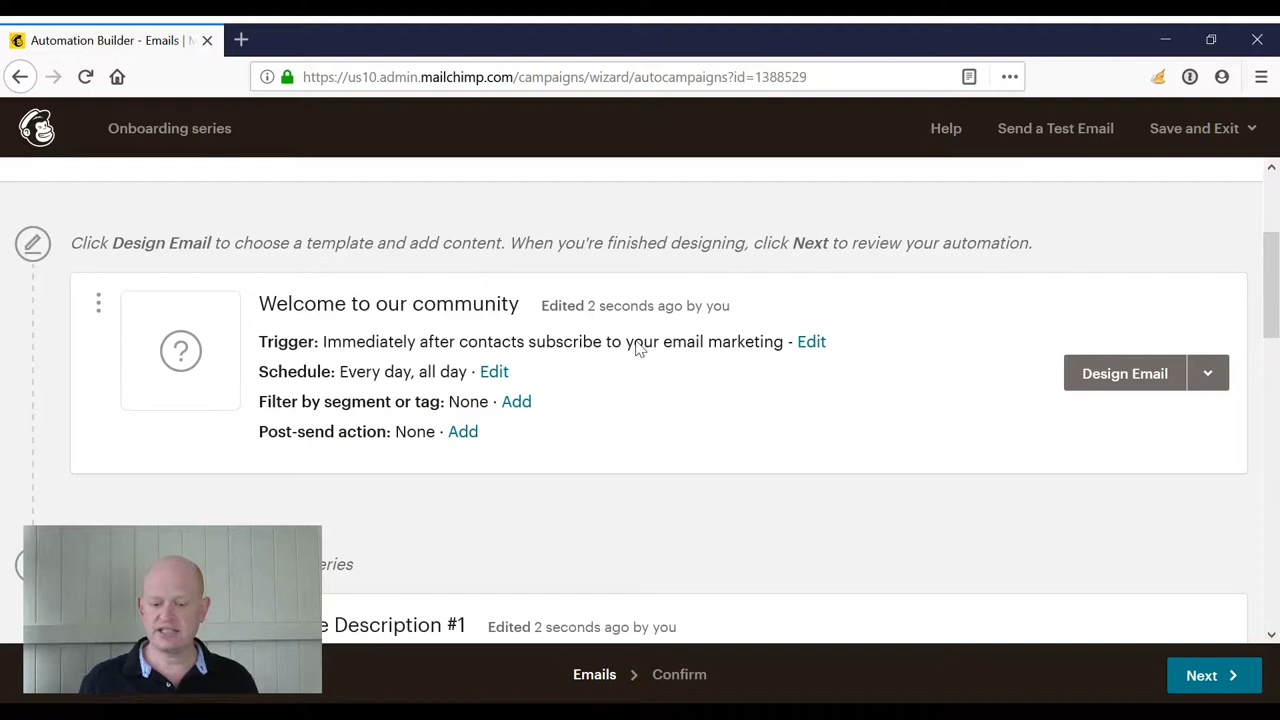 Automation Builder - Emails |
https://us10.admin.mailchimp.com/campaigns/wizard/autocampaigns?id=1388529
Onboarding series
Help
Send a Test Email
Save and Exit
Click Design Email to choose a template and add content. When you're finished designing, click Next to review your automation.
Welcome to our community
Edited 2 seconds ago by you
Trigger: Immediately after contacts subscribe to your email marketing - Edit
Schedule: Every day, all day · Edit
Filter by segment or tag: None · Add
Post-send action: None · Add
Design Email
Description #1
Edited 2 seconds ago by you
Emails
Confirm
Next